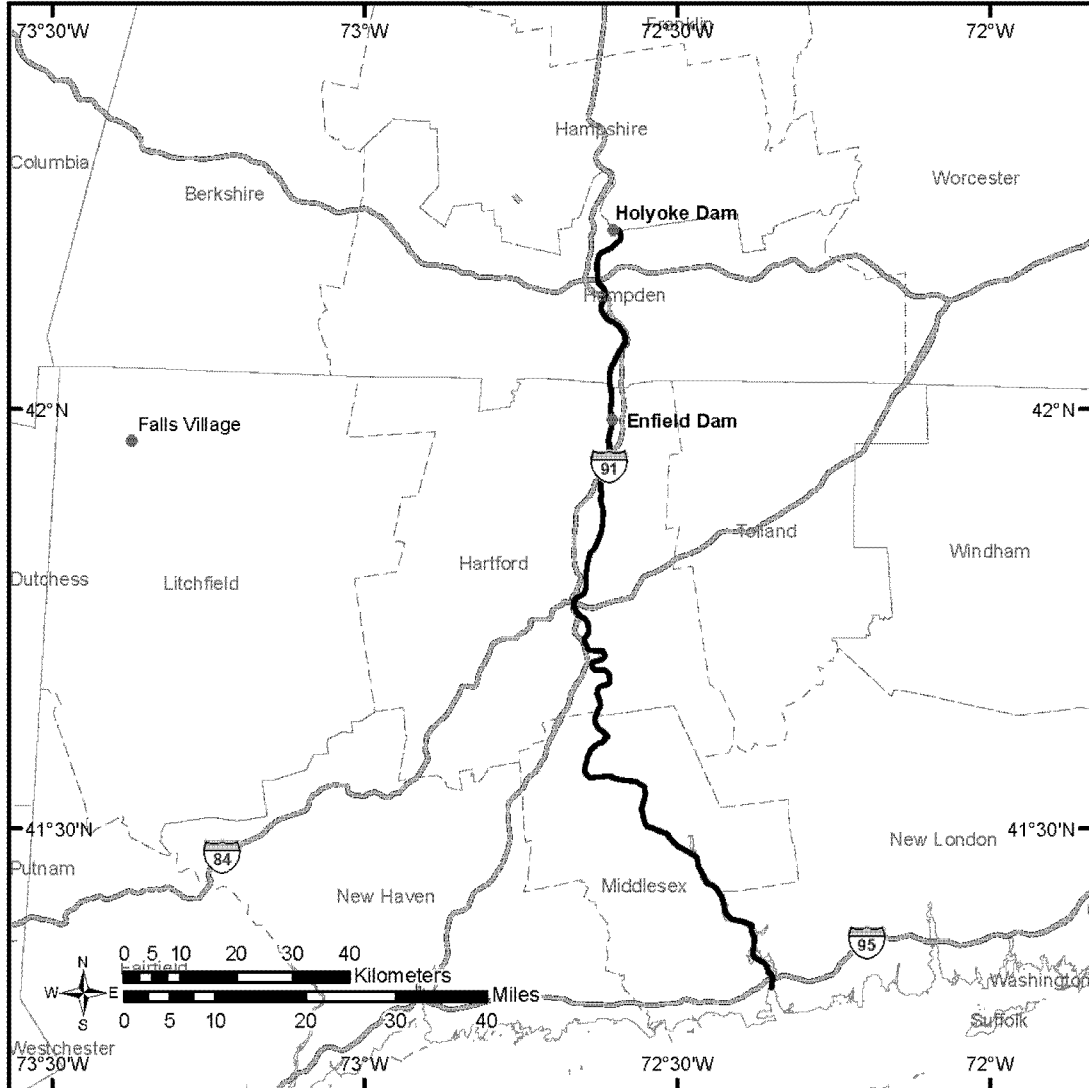 73°30'W 73°W 72°30'W 72°W
Franklin
Hampshire
Columbia
Berkshire
Worcester
Holyoke Dam
Hampden
42°N 42°N
Falls Village
Enfield Dam
91
Tolland
Hartford
Windham
Dutchess
Litchfield
41°30'N 41°30'N
New London
84
Putnam
New Haven
Middlesex
95
0 5 10 20 30 40
N
Fairfield
Kilometers
Washington
W E
Miles
S
0 5 10 20 30 40
Suffolk
Westchester
73°30'W 73°W 72°30'W 72°W